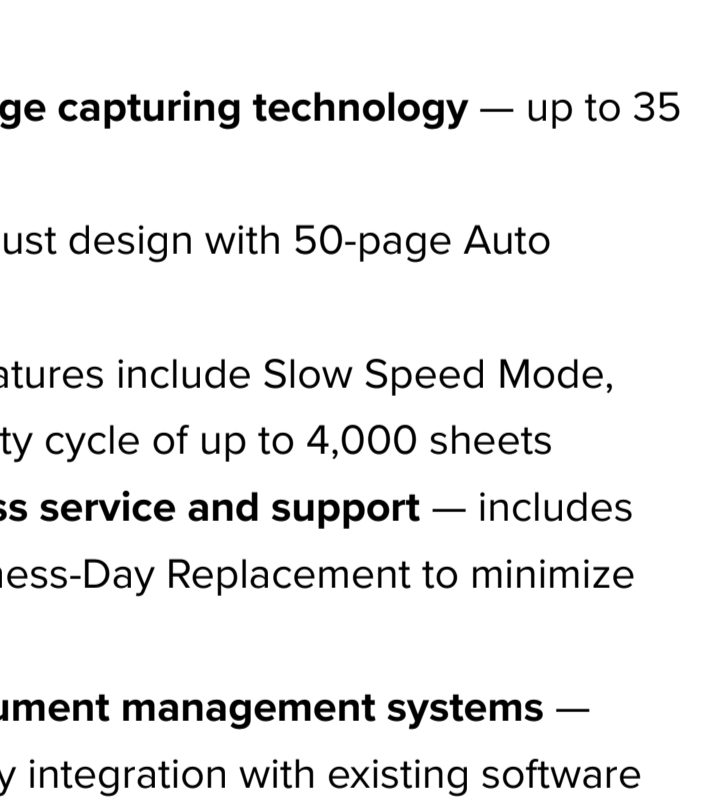 ge capturing technology — up to 35
ust design with 50-page Auto
atures include Slow Speed Mode,
ty cycle of up to 4,000 sheets
ss service and support — includes
ness-Day Replacement to minimize
ument management systems —
y integration with existing software